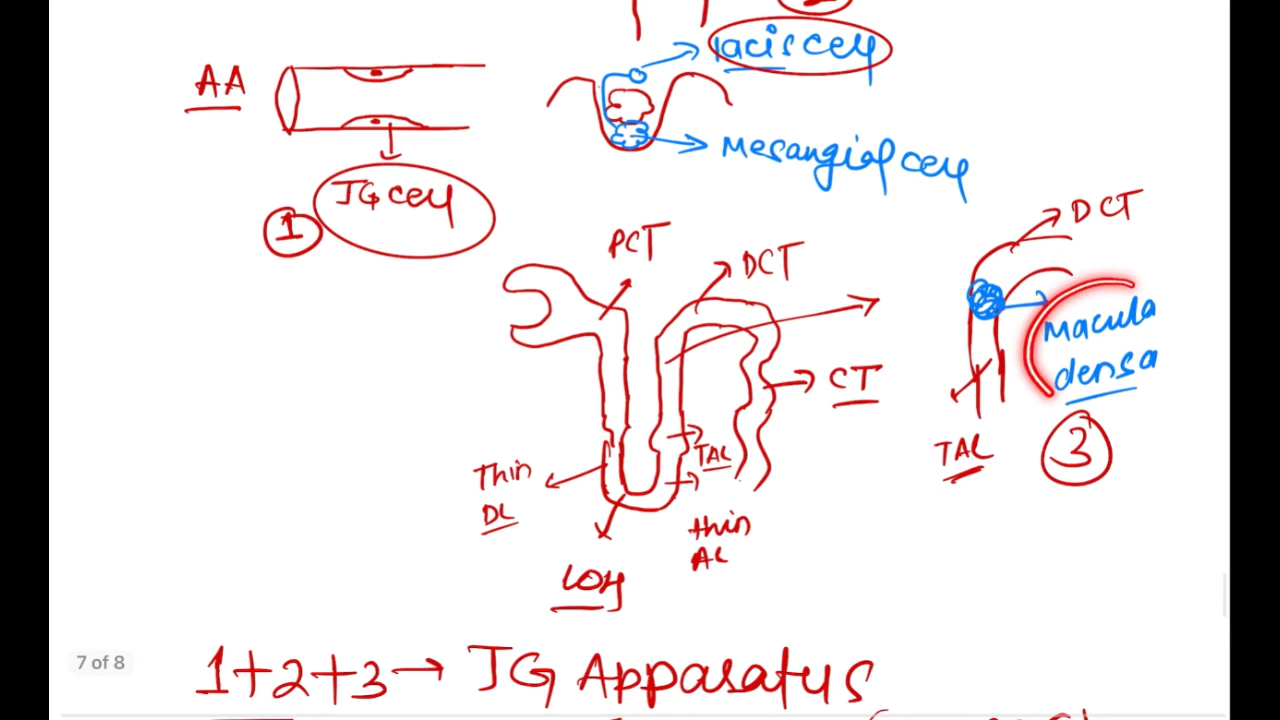 lacis cell
AA
Mesangial cell
JG cell
1
DCT
PCT
DCT
Macula
densa
CT
TAL
TAL
3
Thin
DL
thin
AL
LOH
7 of 8
1+2+3→ JG Apparatus